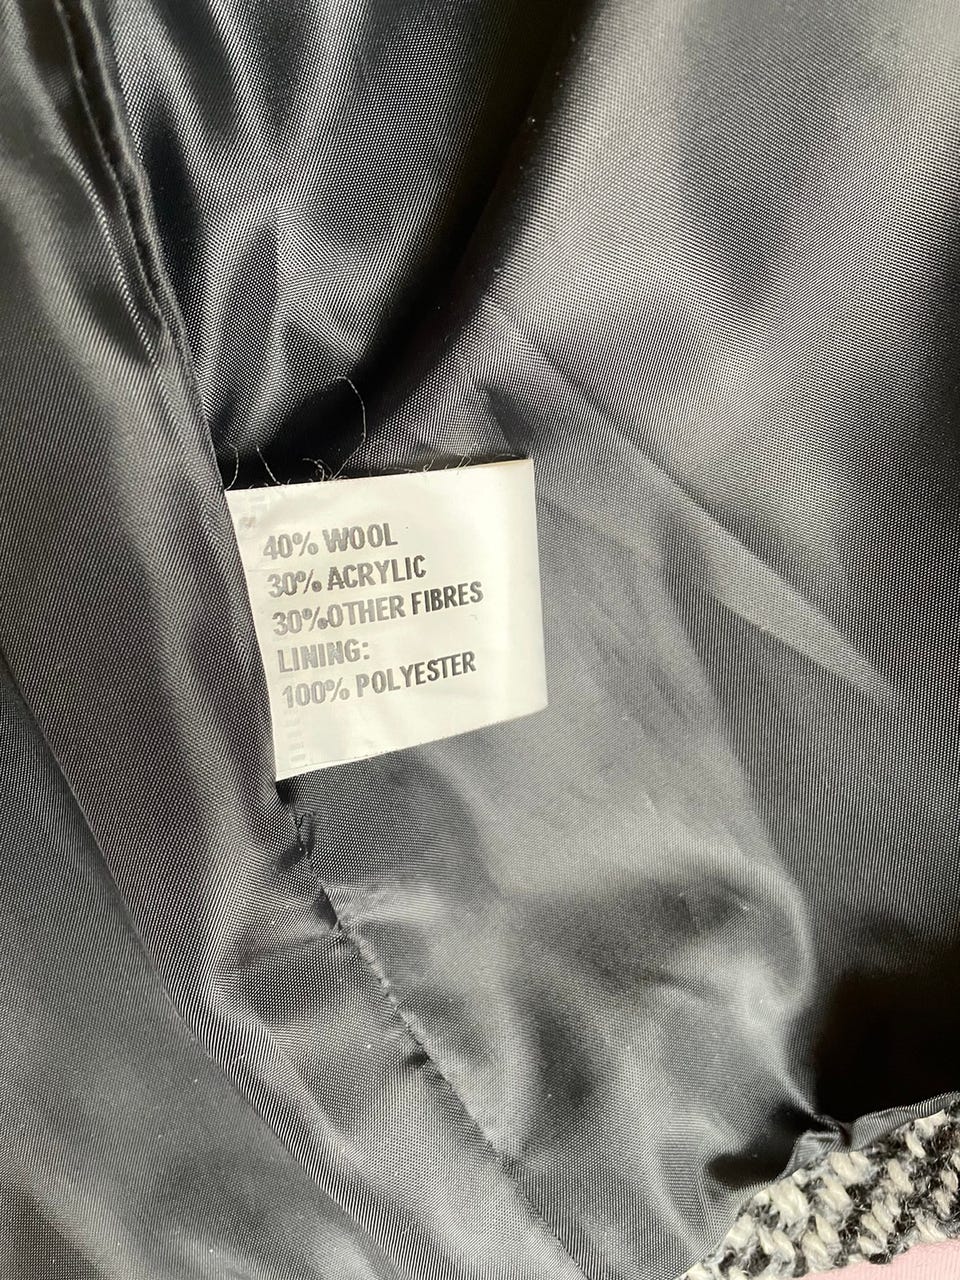 40% WOOL
30% ACRYLIC
30%OTHER FIBRES
LINING:
100% POLYESTER